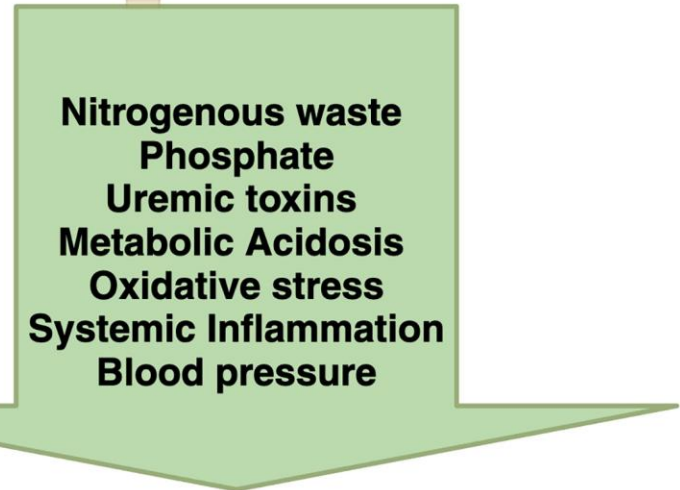 Nitrogenous waste
Phosphate
Uremic toxins
Metabolic Acidosis
Oxidative stress
Systemic Inflammation
Blood pressure